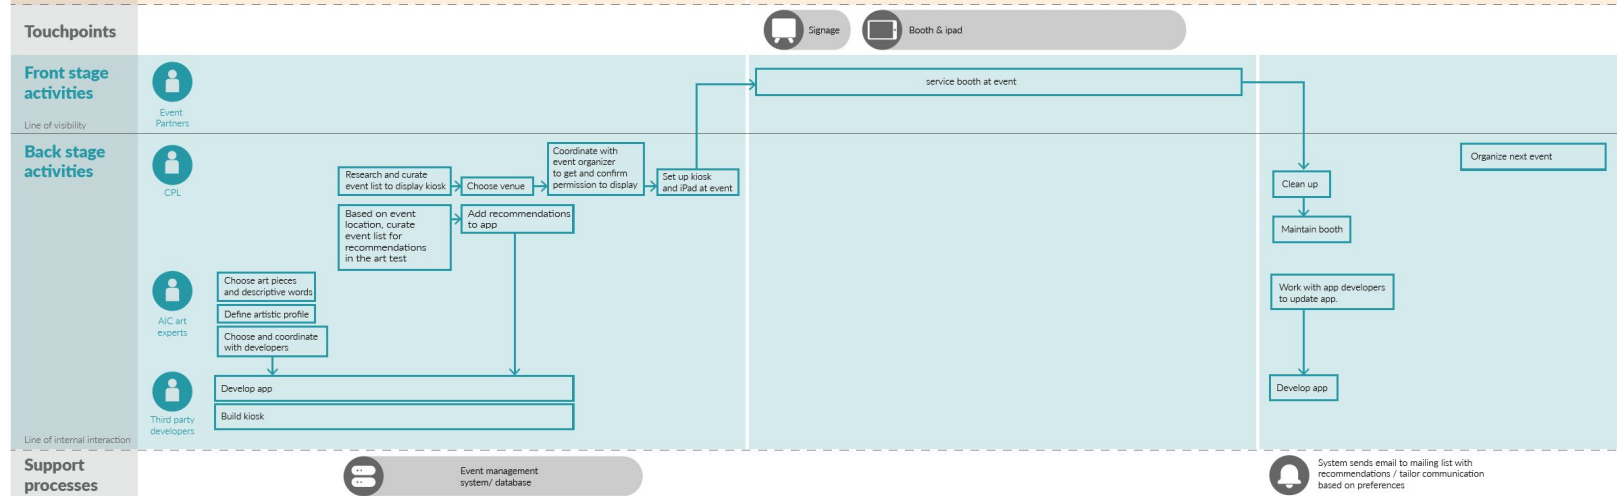 Touchpoints
Signage
Booth & ipad
Front stage
activities
Event
Partners
service booth at event
Line of visibility
Back stage
activities
CPL
Research and curate
event list to display kiosk
Choose venue
Coordinate with
event organizer
to get and confirm
permission to display
Set up kiosk
and iPad at event
Organize next event
Clean up
Based on event
location, curate
event list for
recommendations
in the art test
Add recommendations
to app
Maintain booth
AIC art
experts
Choose art pieces
and descriptive words
Define artistic profile
Choose and coordinate
with developers
Work with app developers
to update app.
Third party
developers
Develop app
Build kiosk
Develop app
Line of internal interaction
Support
processes
Event management
system/ database
System sends email to mailing list with
recommendations / tailor communication
based on preferences